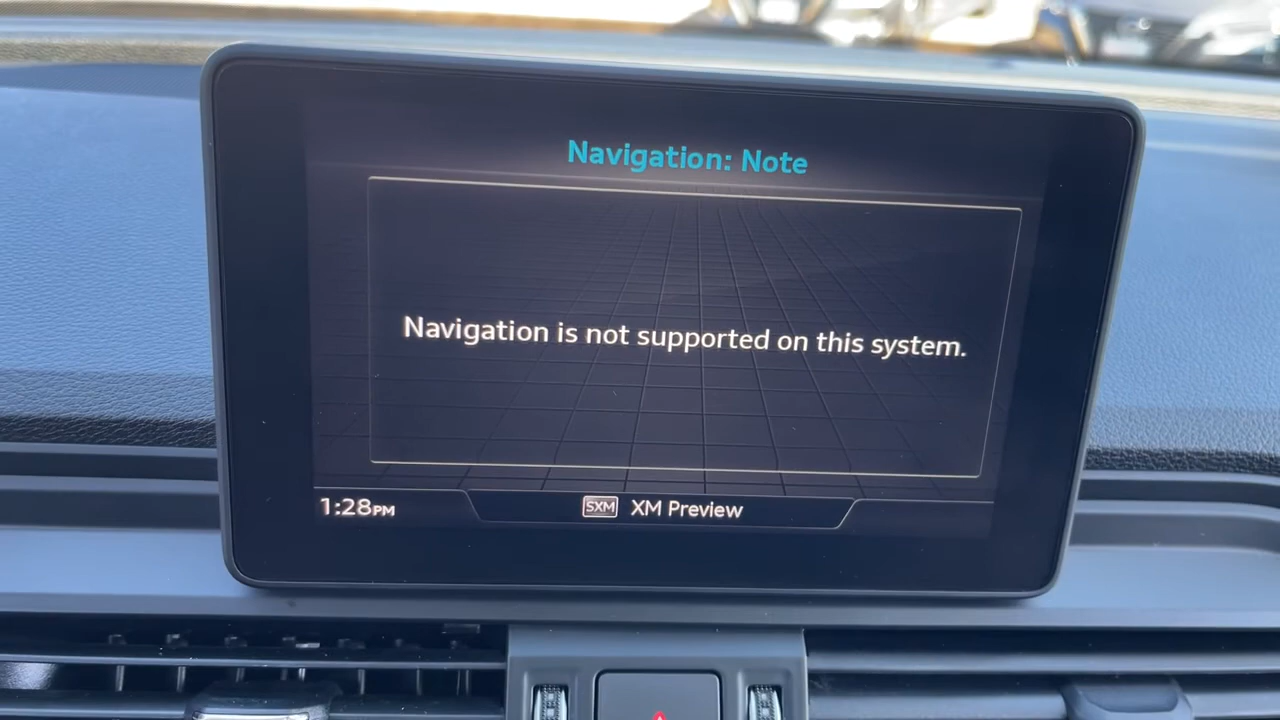 Navigation: Note
Navigation is not supported on this system.
1:28PM
SXM XM Preview